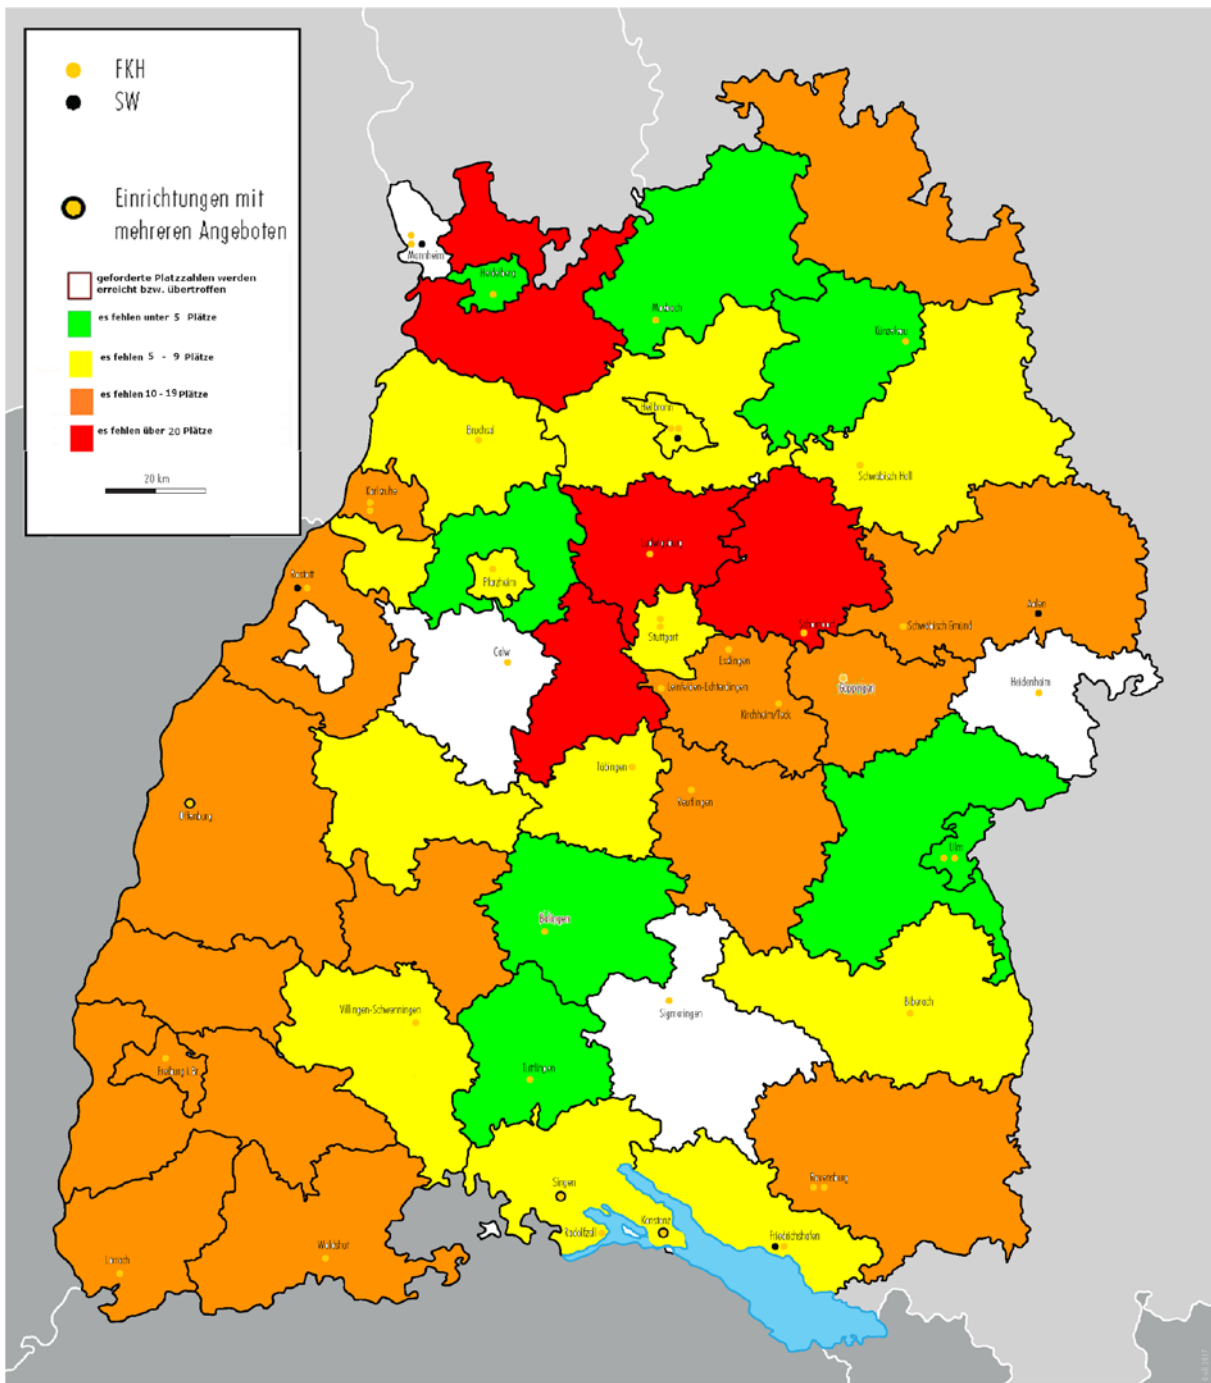 FKH
SW
Einrichtungen mit
mehreren Angeboten
geforderte Platzzahlen werden
erreicht bzw. übertroffen
es fehlen unter 5 Plätze
es fehlen 5 - 9 Plätze
es fehlen 10 - 19 Plätze
es fehlen über 20 Plätze
20 km
Mannheim
Heidelberg
Mosbach
Künzelsau
Heilbronn
Bruchsal
Schwäbisch Hall
Karlsruhe
Ludwigsburg
Pforzheim
Rastatt
Aalen
Schorndorf
Schwäbisch Gmünd
Stuttgart
Esslingen
Calw
Leinfelden-Echterdingen
Göppingen
Heidenheim
Kirchheim/Teck
Tübingen
Reutlingen
Offenburg
Ulm
Balingen
Villingen-Schwenningen
Sigmaringen
Biberach
Freiburg i. Br.
Tuttlingen
Singen
Ravensburg
Radolfzell
Konstanz
Friedrichshafen
Waldshut
Lörrach